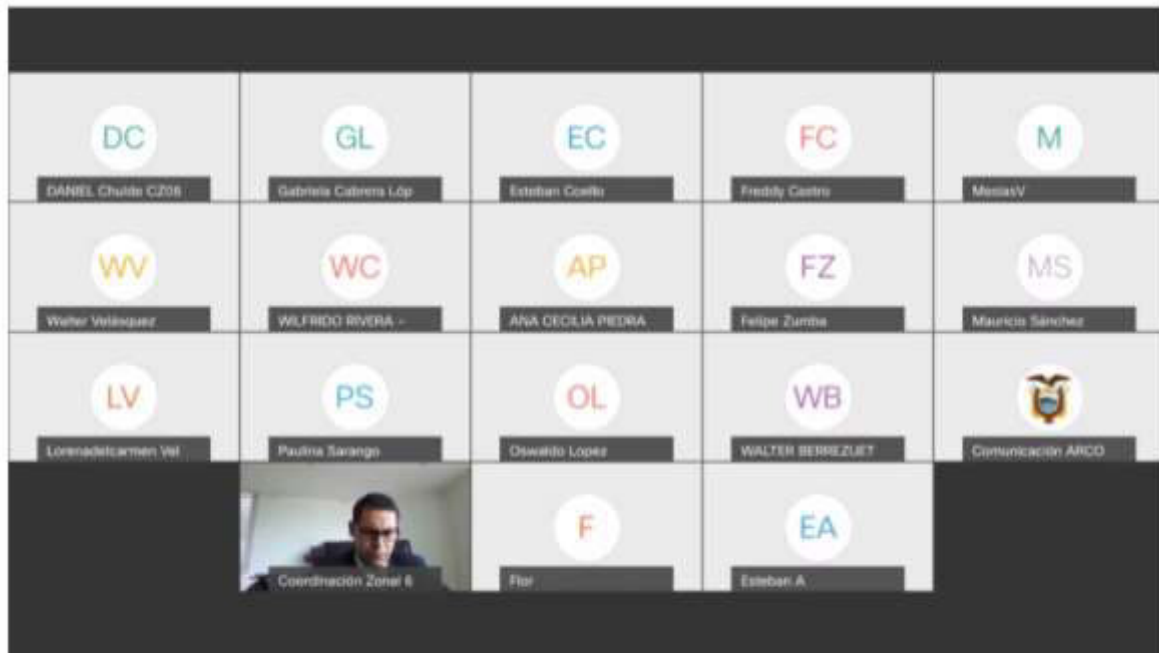 DC
DANIEL Chulde CZ06
GL
Gabriela Cabrera Lóp
EC
Esteban Coello
FC
Freddy Castro
M
MesiasV
WV
Walter Velásquez
WC
WILFRIDO RIVERA -
AP
ANA CECILIA PIEDRA
FZ
Felipe Zumba
MS
Mauricio Sánchez
LV
Lorenadelcarmen Vel
PS
Paulina Sarango
OL
Oswaldo Lopez
WB
WALTER BERREZUET
Comunicación ARCO
Coordinación Zonal 6
F
Flor
EA
Esteban A